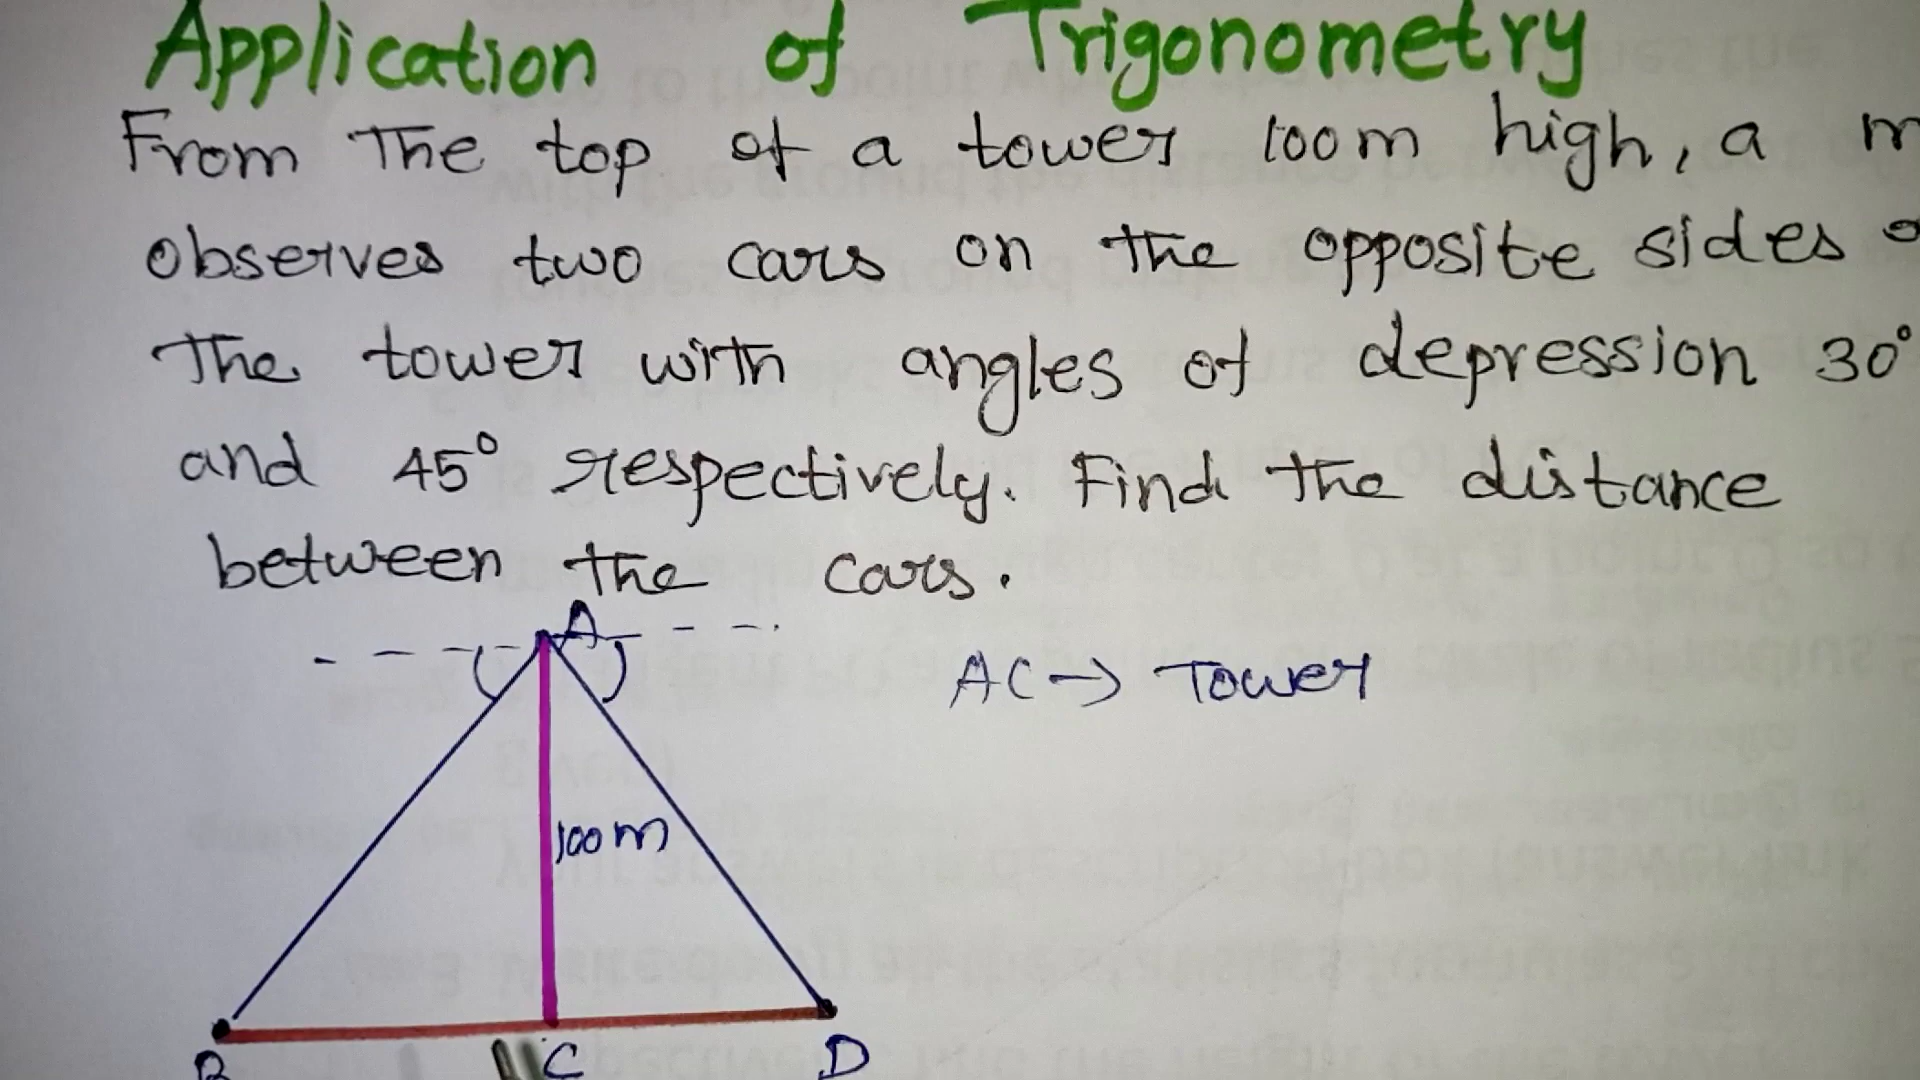 Application of Trigonometry
From The top of a tower 100m high, a
observes two cars on the opposite sides
The tower with angles of depression 30°
and 45° respectively. Find the distance
between the cars.
A
AC → Tower
100m
B C D